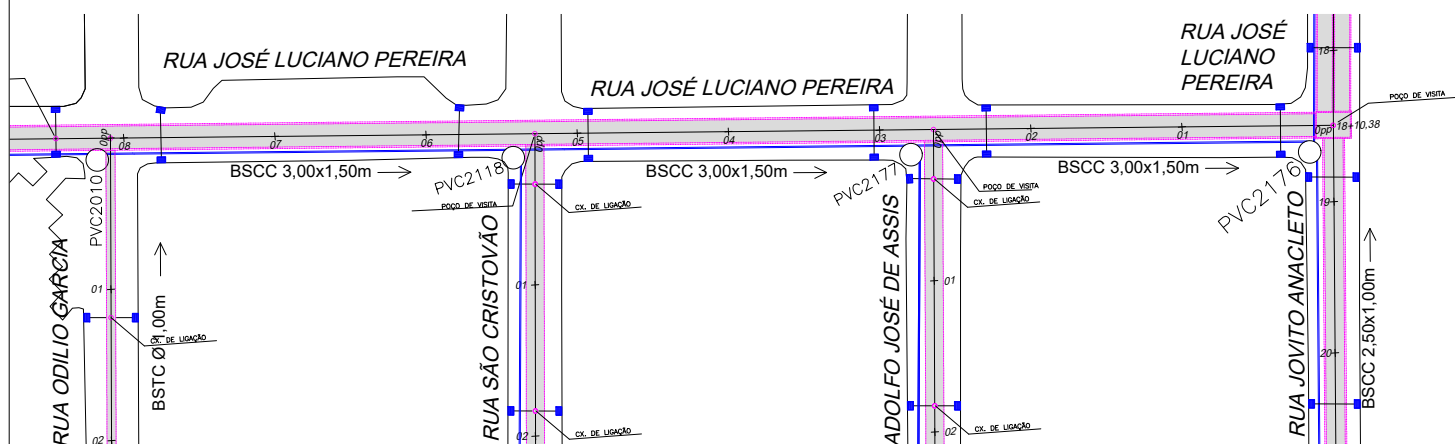 RUA JOSÉ LUCIANO PEREIRA
RUA JOSÉ LUCIANO PEREIRA
RUA JOSÉ
LUCIANO
PEREIRA
18
POÇO DE VISITA
0pp
08
07
06
0pp
05
04
03
0pp
02
01
0pp
18+10,38
BSCC 3,00x1,50m
BSCC 3,00x1,50m
BSCC 3,00x1,50m
PVC2010
PVC2118
PVC2177
PVC2176
POÇO DE VISITA
POÇO DE VISITA
CX. DE LIGAÇÃO
CX. DE LIGAÇÃO
19
RUA ODILIO GARCIA
01
BSTC Ø 1,00m
CX. DE LIGAÇÃO
02
RUA SÃO CRISTOVÃO
01
CX. DE LIGAÇÃO
02
ADOLFO JOSÉ DE ASSIS
01
CX. DE LIGAÇÃO
02
RUA JOVITO ANACLETO
20
BSCC 2,50x1,00m